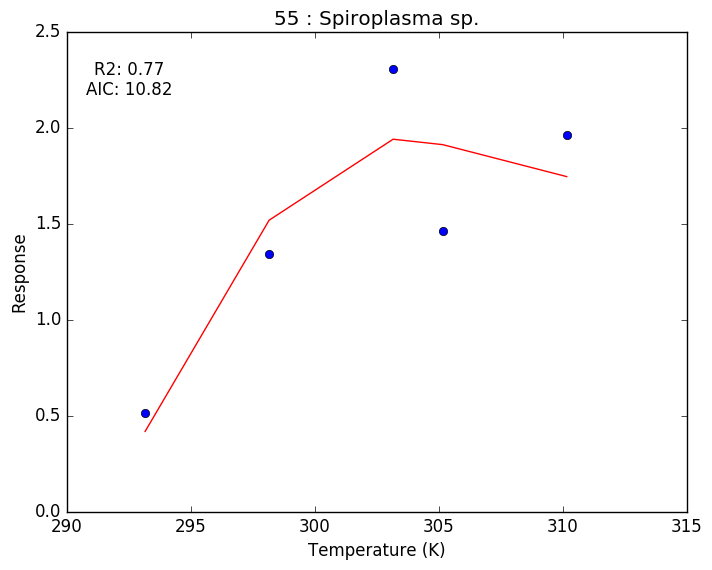 55 : Spiroplasma sp.
R2: 0.77
AIC: 10.82
2.5
2.0
1.5
1.0
0.5
0.0
Response
290 295 300 305 310 315
Temperature (K)